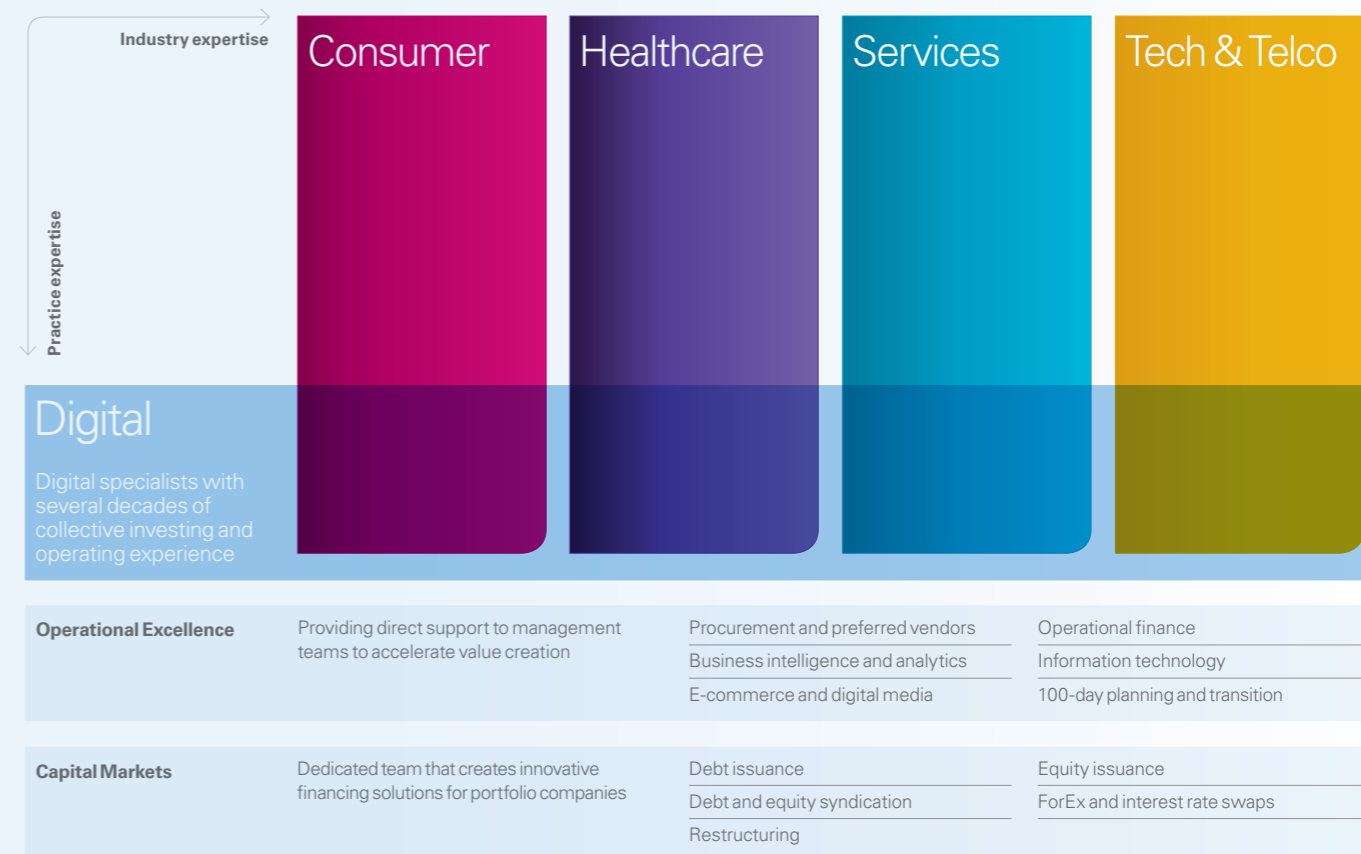 Industry expertise
Practice expertise
Consumer
Healthcare
Services
Tech & Telco
Digital
Digital specialists with
several decades of
collective investing and
operating experience
Operational Excellence
Providing direct support to management
teams to accelerate value creation
Procurement and preferred vendors
Business intelligence and analytics
E-commerce and digital media
Operational finance
Information technology
100-day planning and transition
Capital Markets
Dedicated team that creates innovative
financing solutions for portfolio companies
Debt issuance
Debt and equity syndication
Restructuring
Equity issuance
ForEx and interest rate swaps